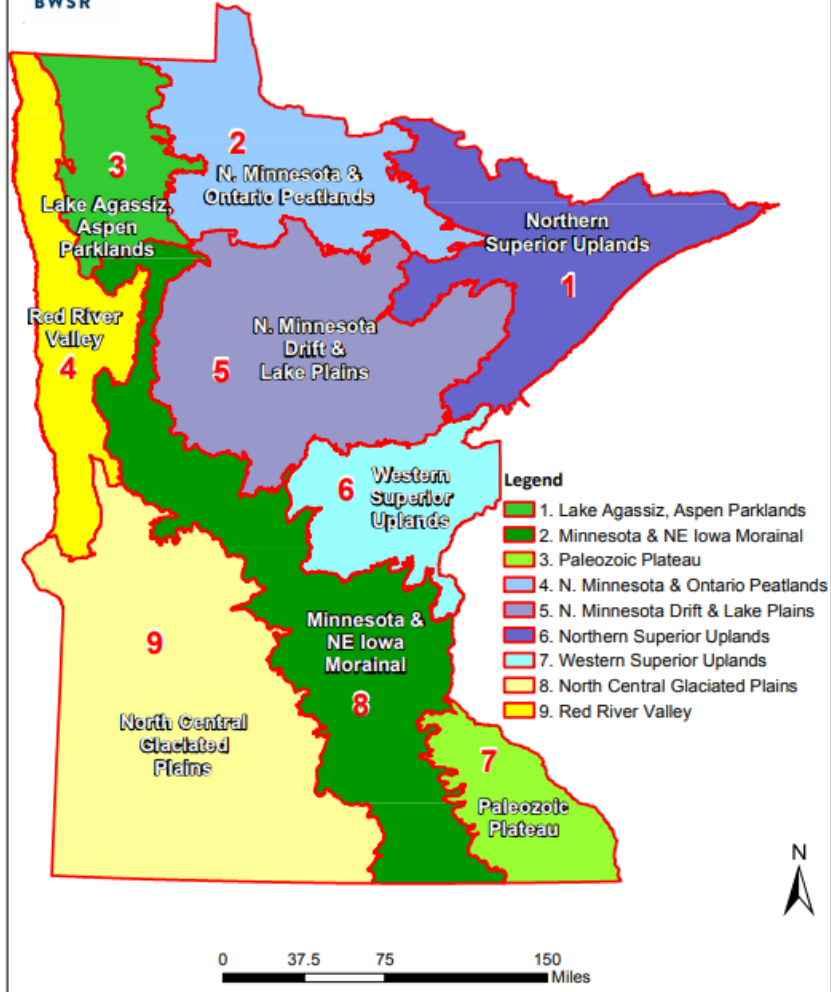 BWSR
2
N. Minnesota &
Ontario Peatlands
3
Lake Agassiz,
Aspen
Parklands
Northern
Superior Uplands
1
Red River
Valley
4
N. Minnesota
Drift &
Lake Plains
5
6
Western
Superior
Uplands
Legend
1. Lake Agassiz, Aspen Parklands
2. Minnesota & NE Iowa Morainal
3. Paleozoic Plateau
4. N. Minnesota & Ontario Peatlands
5. N. Minnesota Drift & Lake Plains
6. Northern Superior Uplands
7. Western Superior Uplands
8. North Central Glaciated Plains
9. Red River Valley
Minnesota &
NE Iowa
Morainal
8
9
North Central
Glaciated
Plains
7
Paleozoic
Plateau
N
0 37.5 75 150
Miles